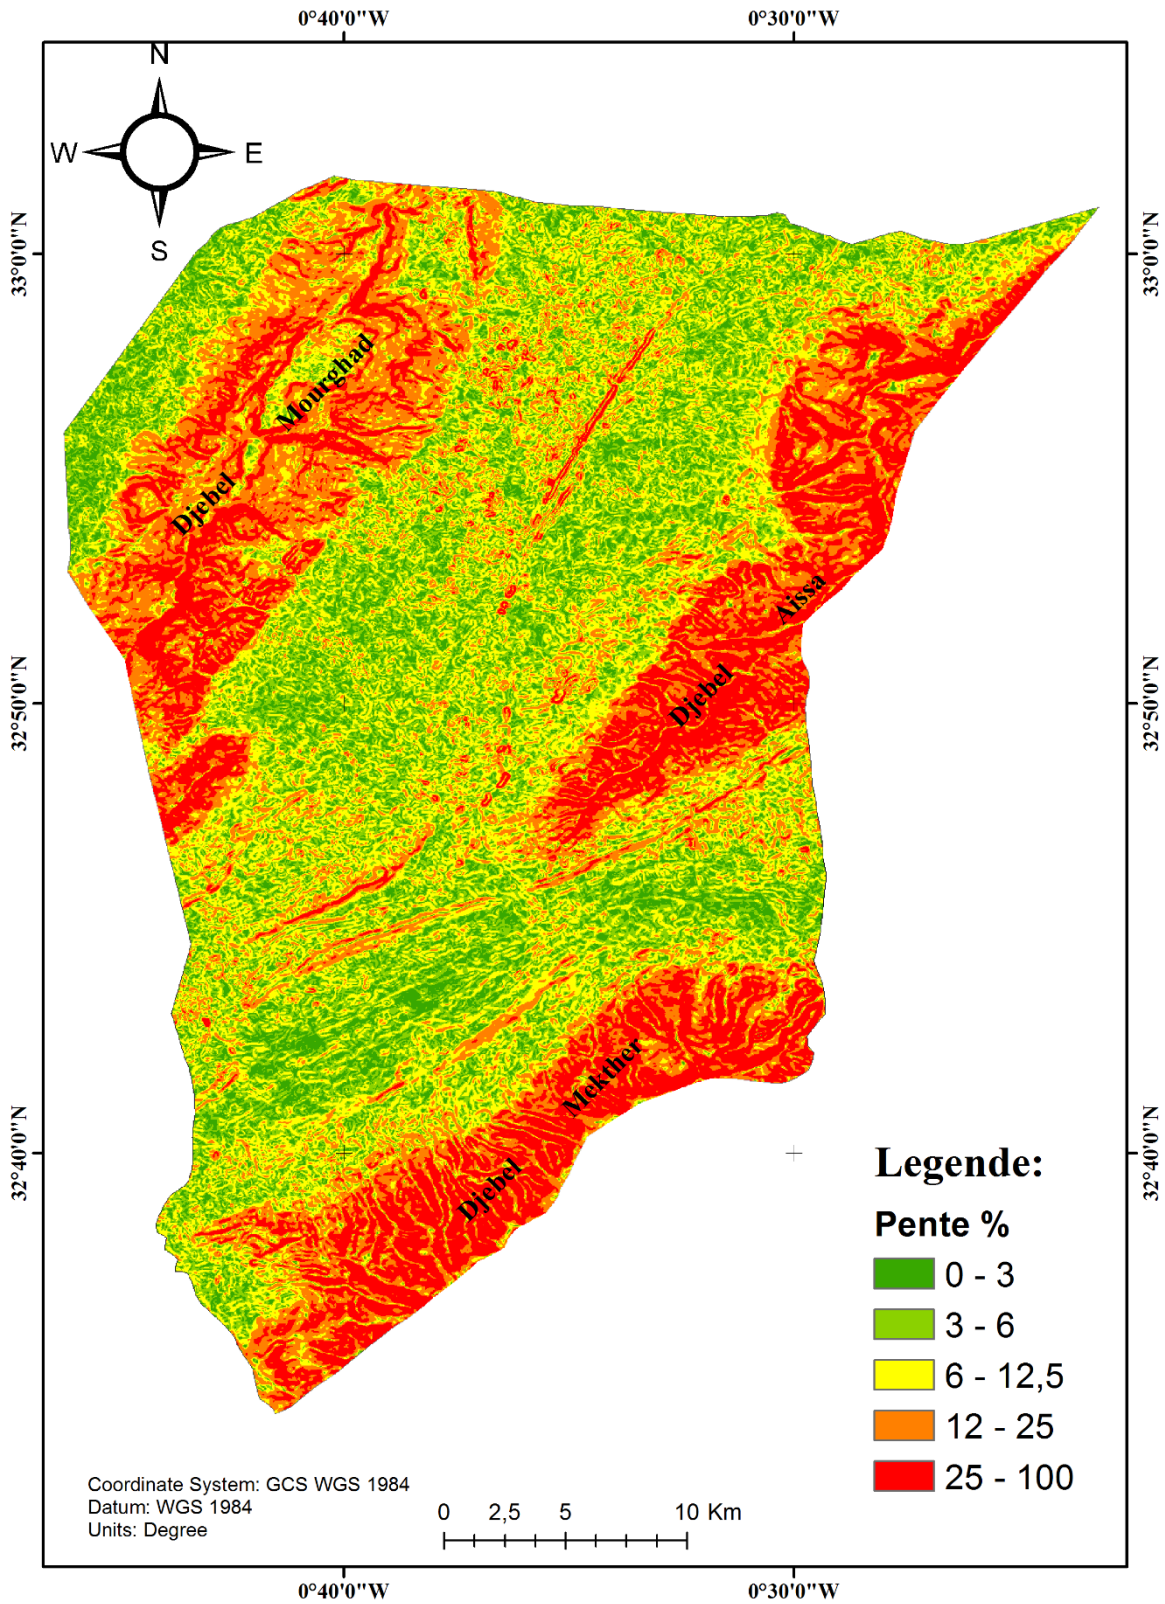 0°40'0"W 0°30'0"W
N
W E
S
33°0'0"N 33°0'0"N
Mourghad
Djebel
Aissa
Djebel
32°50'0"N 32°50'0"N
Mekther
Djebel
32°40'0"N 32°40'0"N
Legende:
Pente %
0 - 3
3 - 6
6 - 12,5
12 - 25
25 - 100
Coordinate System: GCS WGS 1984
Datum: WGS 1984
Units: Degree
0 2,5 5 10 Km
0°40'0"W 0°30'0"W